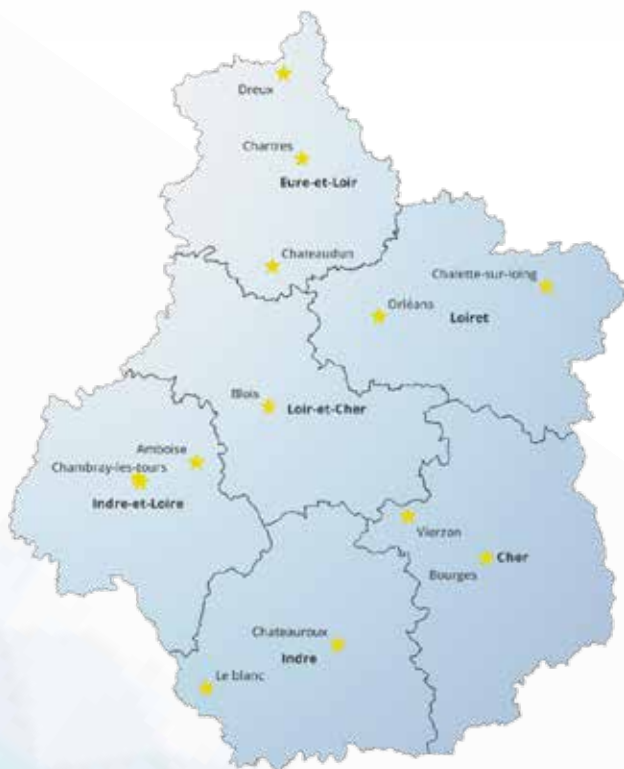 Dreux
Chartres
Eure-et-Loir
Chateaudun
Chalette-sur-loing
Orléans
Loiret
Blois
Loir-et-Cher
Amboise
Chambray-les-tours
Indre-et-Loire
Vierzon
Cher
Bourges
Chateauroux
Indre
Le blanc